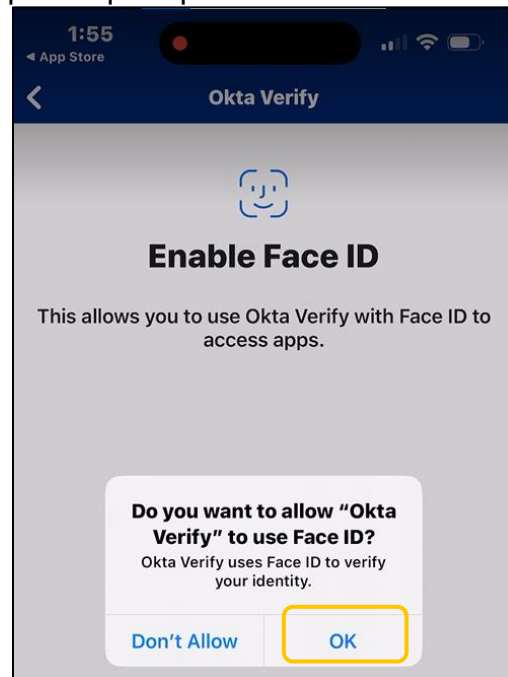 1:55
◄ App Store
Okta Verify
Enable Face ID
This allows you to use Okta Verify with Face ID to
access apps.
Do you want to allow “Okta
Verify” to use Face ID?
Okta Verify uses Face ID to verify
your identity.
Don’t Allow OK